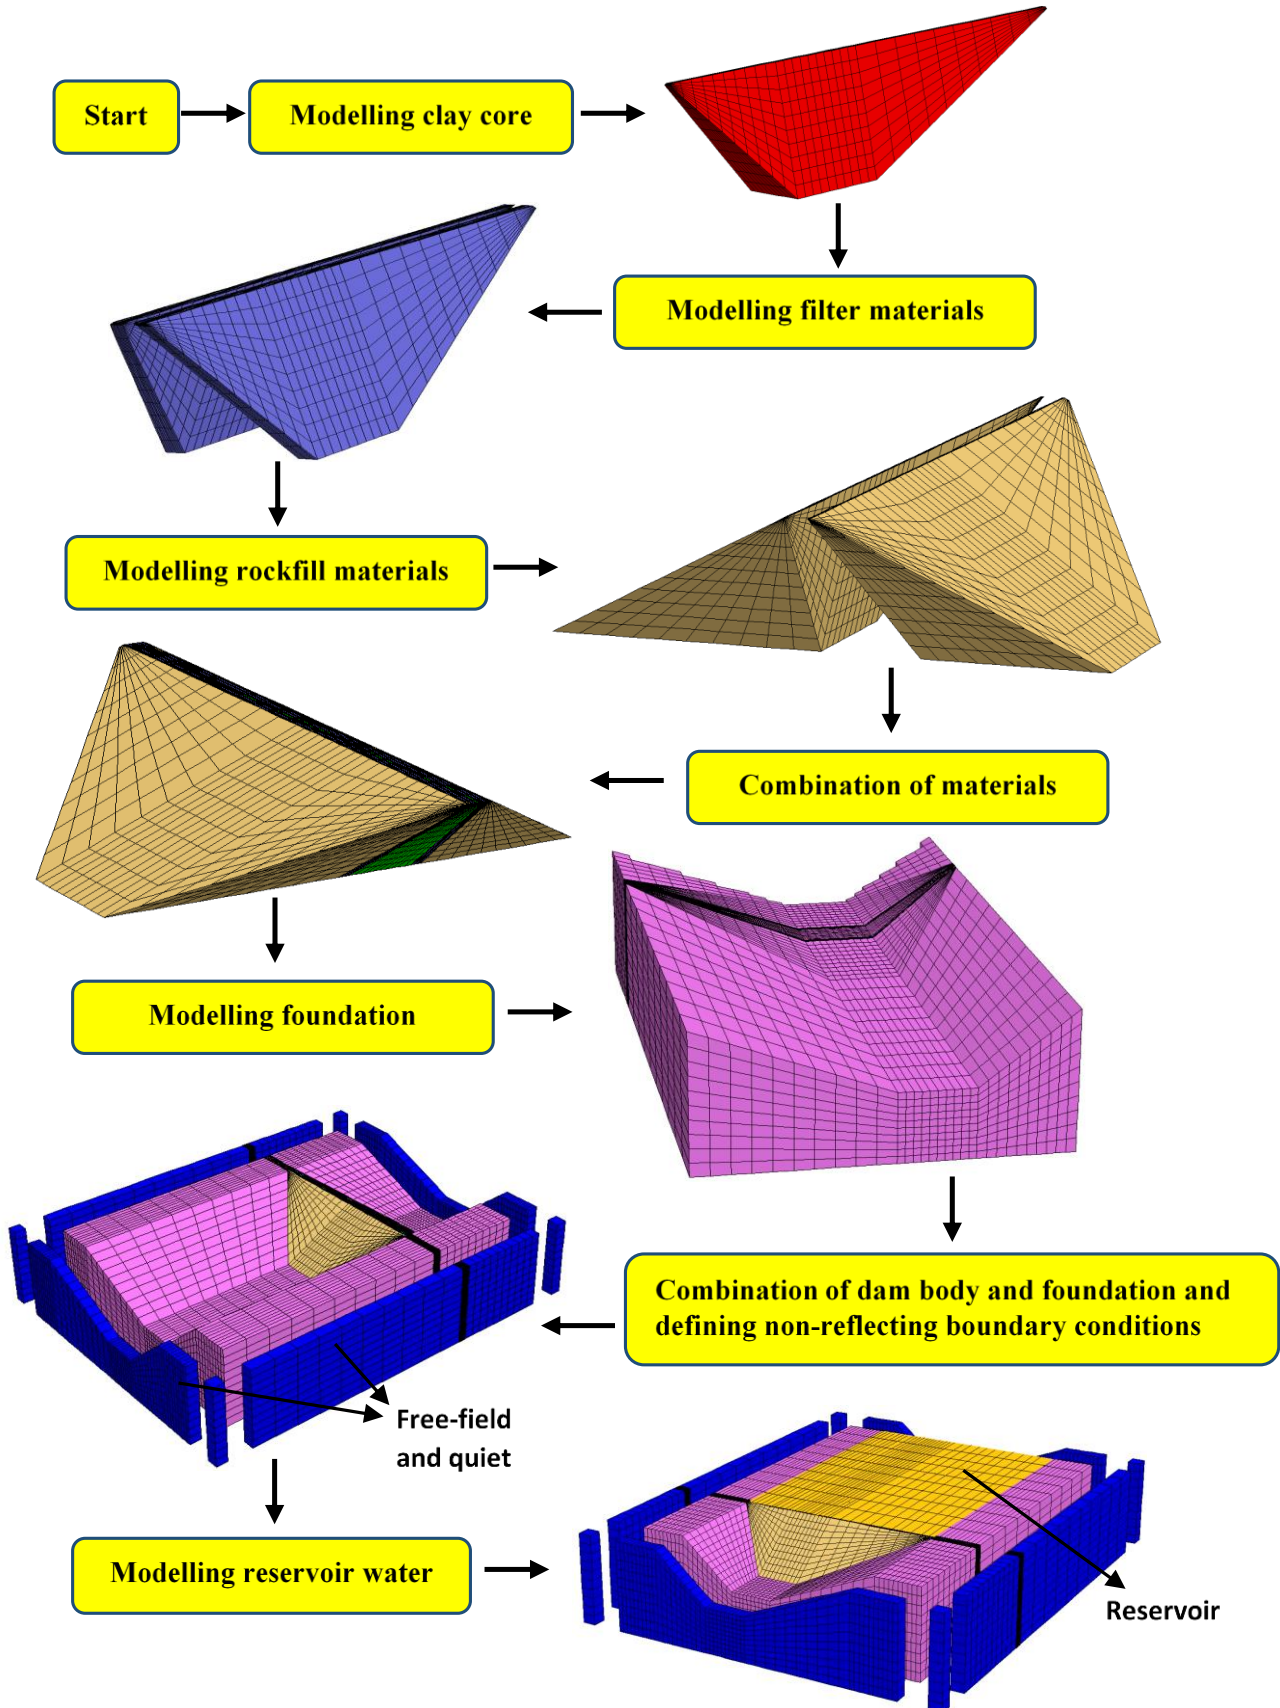 Start
Modelling clay core
Modelling filter materials
Modelling rockfill materials
Combination of materials
Modelling foundation
Combination of dam body and foundation and
defining non-reflecting boundary conditions
Free-field
and quiet
Modelling reservoir water
Reservoir